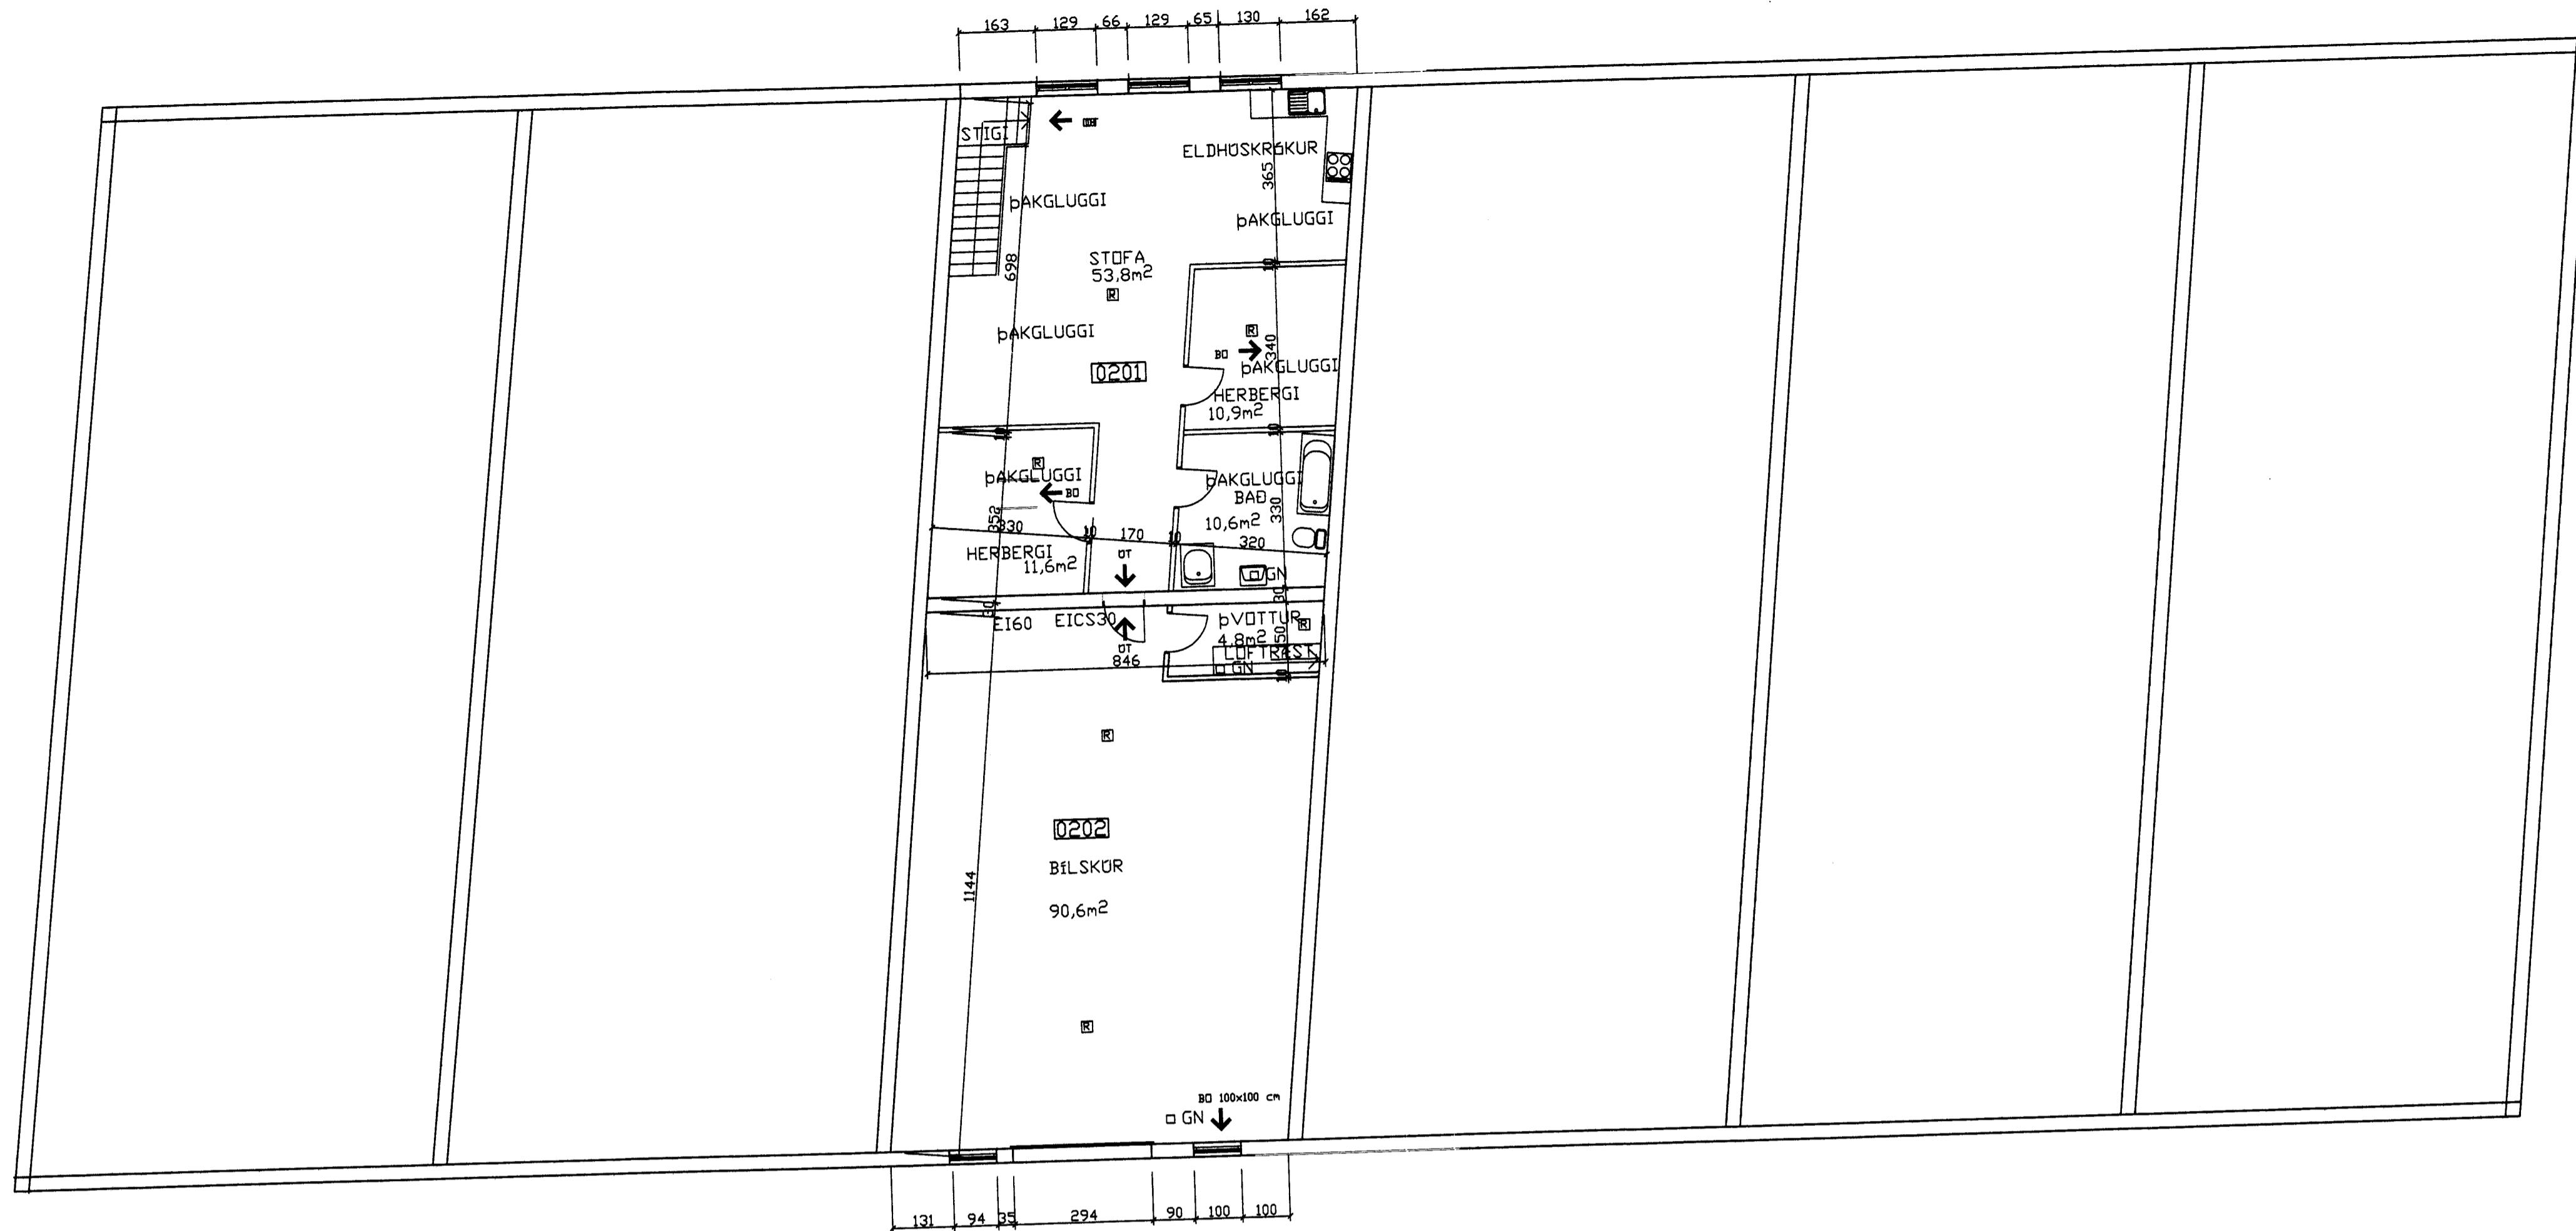 163 129 66 129 65 130 162
STIGI
ELDHÚSKRÓKUR
365
ÞAKGLUGGI
ÞAKGLUGGI
STOFA
53,8m2
698
10
R
ÞAKGLUGGI
R
BO
340
ÞAKGLUGGI
0201
HERBERGI
10,9m2
10
10
R
ÞAKGLUGGI
BO
ÞAKGLUGGI
BAÐ
10,6m2
330
352
330 10 170 10 320
HERBERGI
11,6m2
ÚT
GN
30
30
EI60
EICS30
ÞVOTTUR
R
4,8m2
150
ÚT
846
LOFTRÆST
GN
10
R
0202
BÍLSKÚR
1144
90,6m2
R
BO 100x100 cm
GN
131 94 35 294 90 100 100